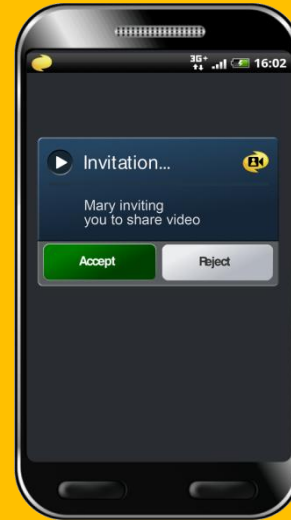 3G+ 16:02
Invitation...
Mary inviting
you to share video
Accept Reject